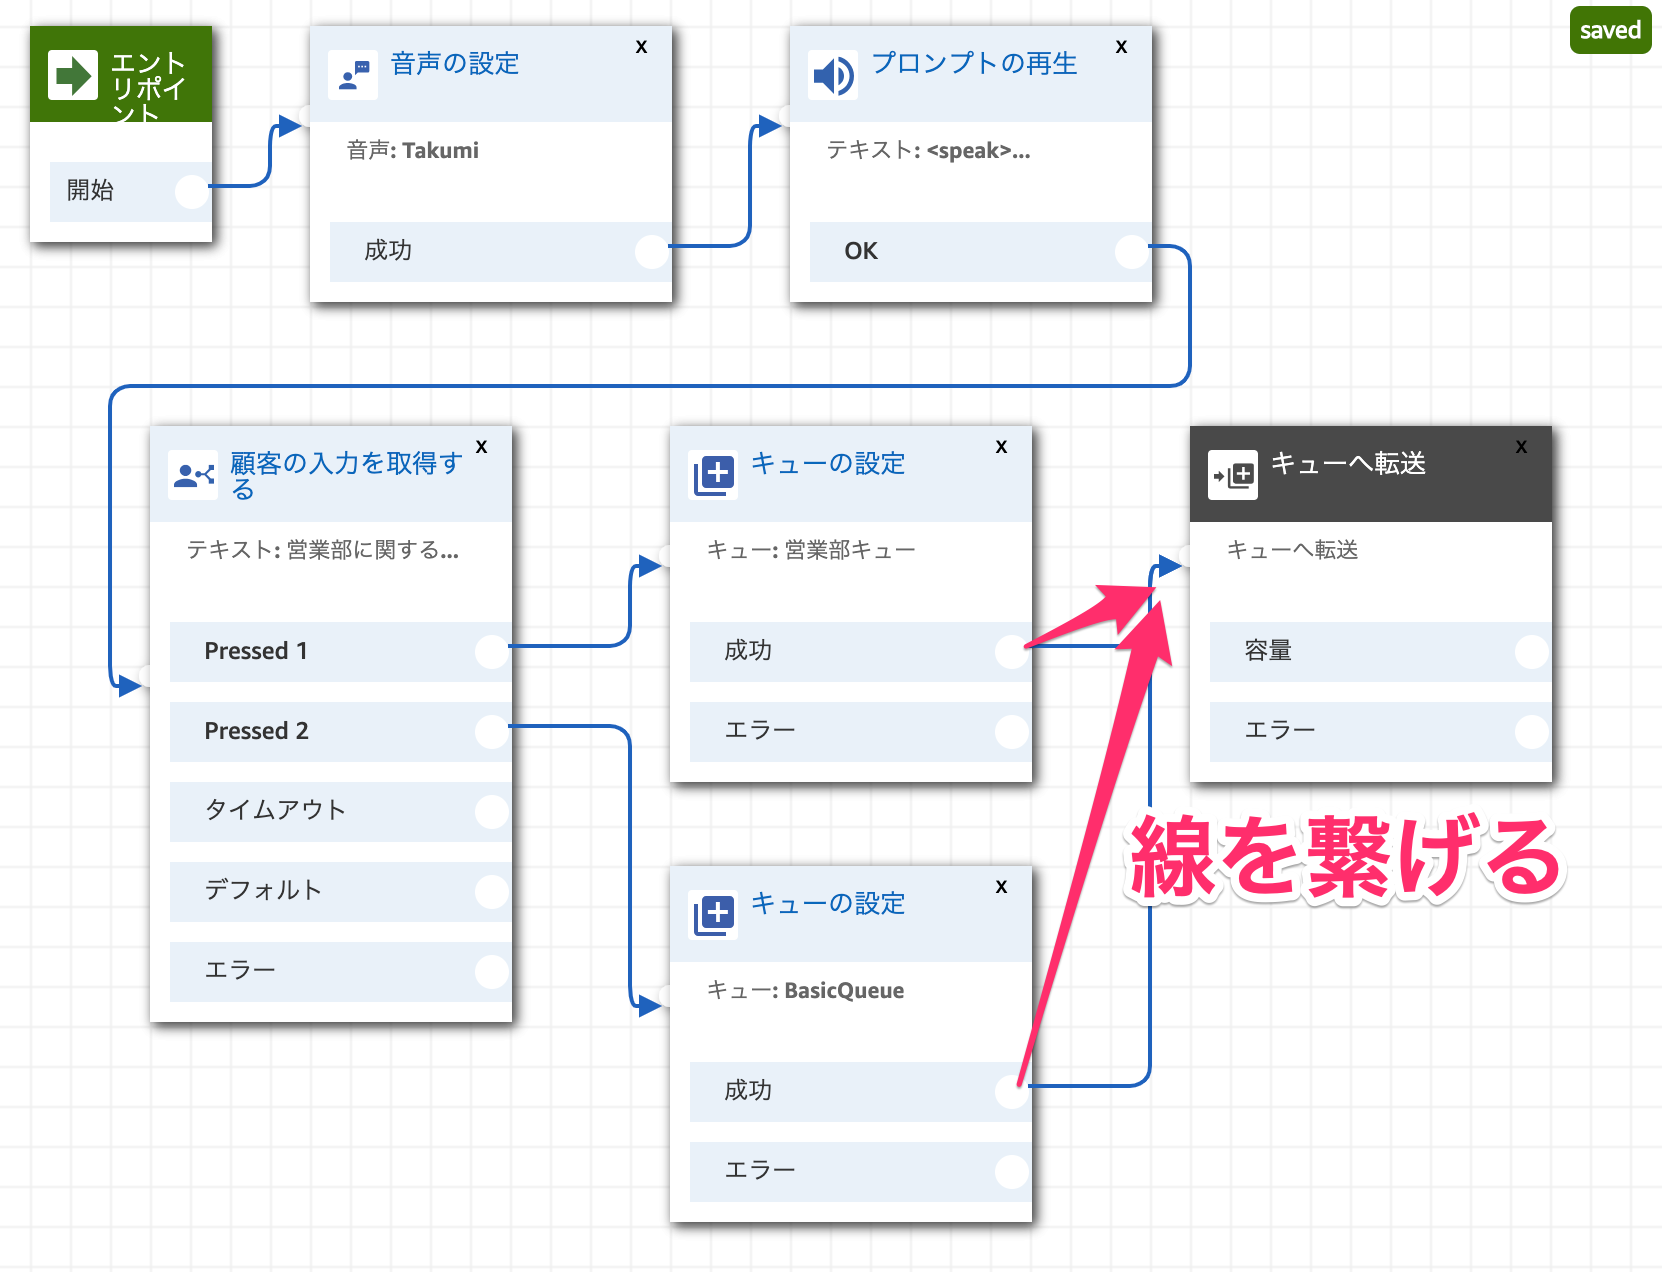 saved
エント
リポイ
ント
開始
音声の設定
x
音声: Takumi
成功
プロンプトの再生
x
テキスト: <speak>...
OK
顧客の入力を取得す
る
x
テキスト: 営業部に関する...
Pressed 1
Pressed 2
タイムアウト
デフォルト
エラー
キューの設定
x
キュー: 営業部キュー
成功
エラー
キューへ転送
x
キューへ転送
容量
エラー
線を繋げる
キューの設定
x
キュー: BasicQueue
成功
エラー